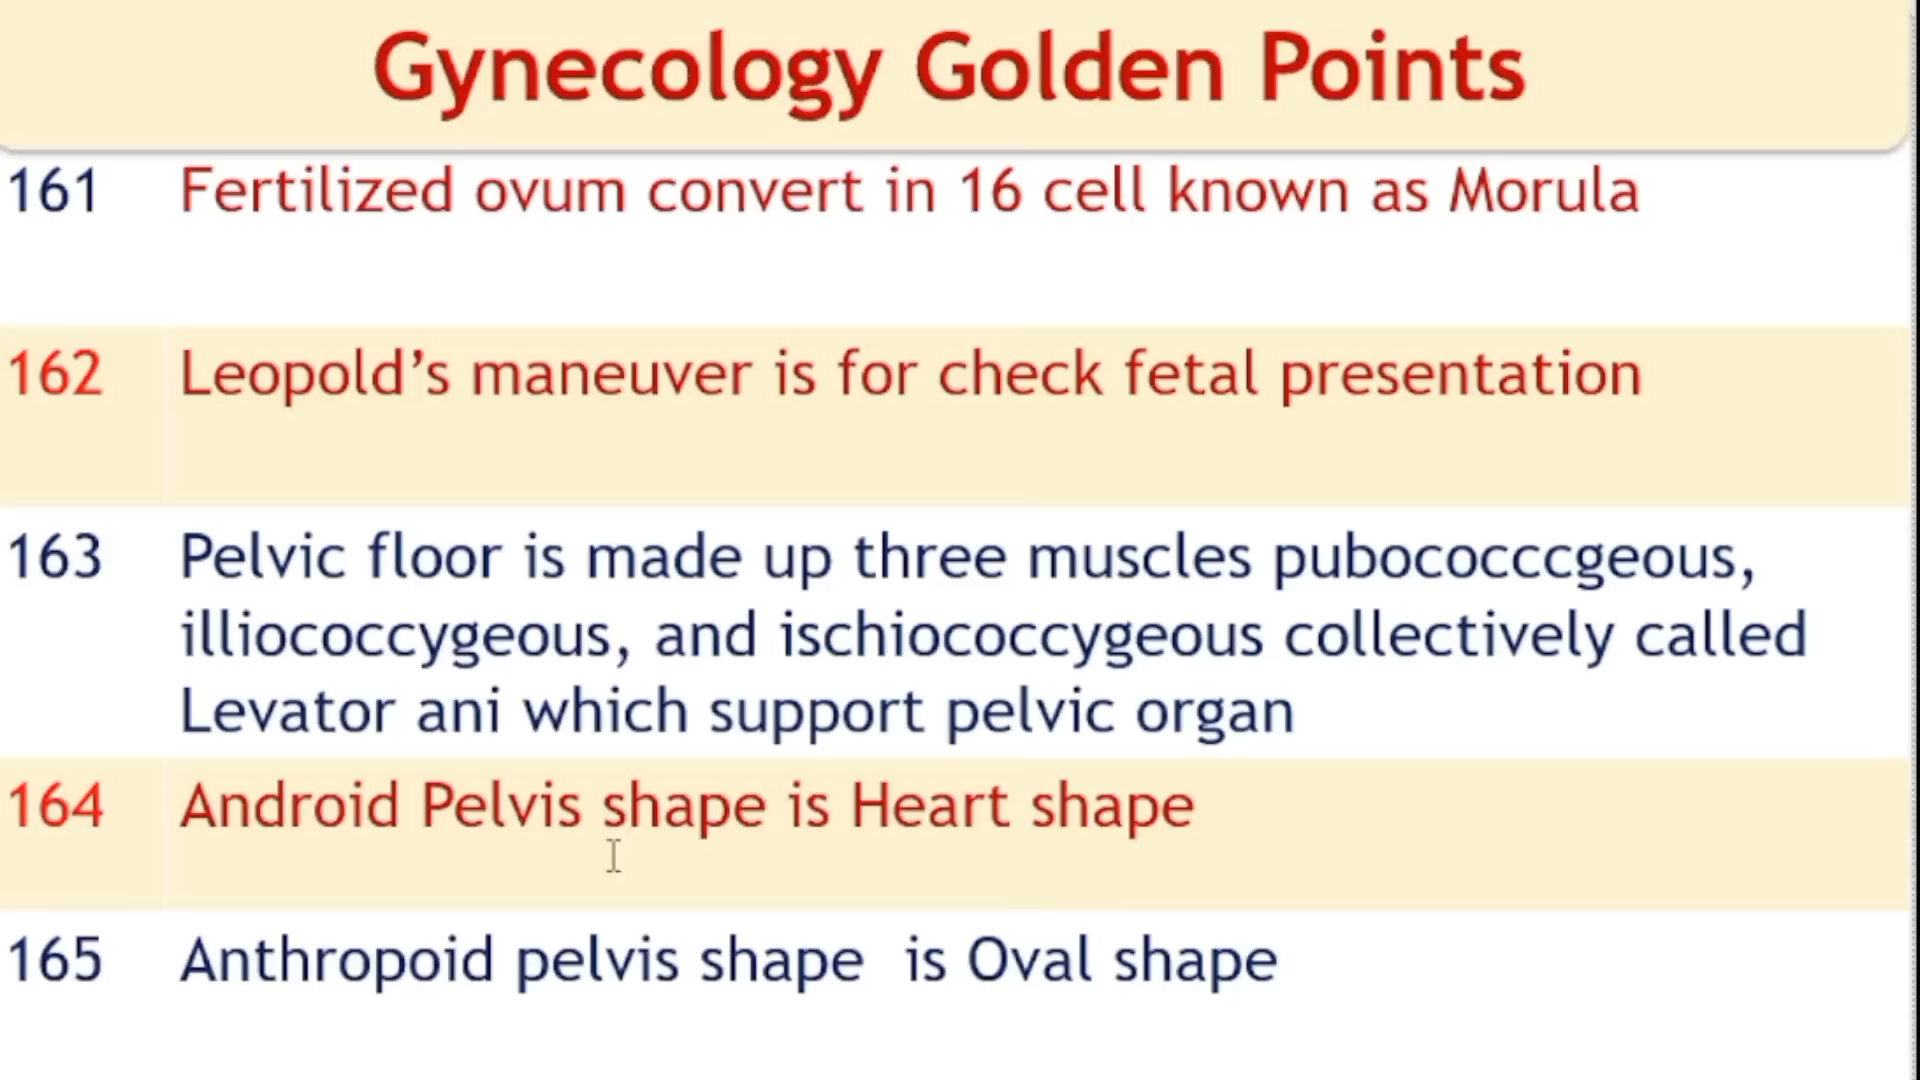 Gynecology Golden Points
161 Fertilized ovum convert in 16 cell known as Morula
162 Leopold’s maneuver is for check fetal presentation
163 Pelvic floor is made up three muscles pubococccgeous,
illiococcygeous, and ischiococcygeous collectively called
Levator ani which support pelvic organ
164 Android Pelvis shape is Heart shape
165 Anthropoid pelvis shape is Oval shape